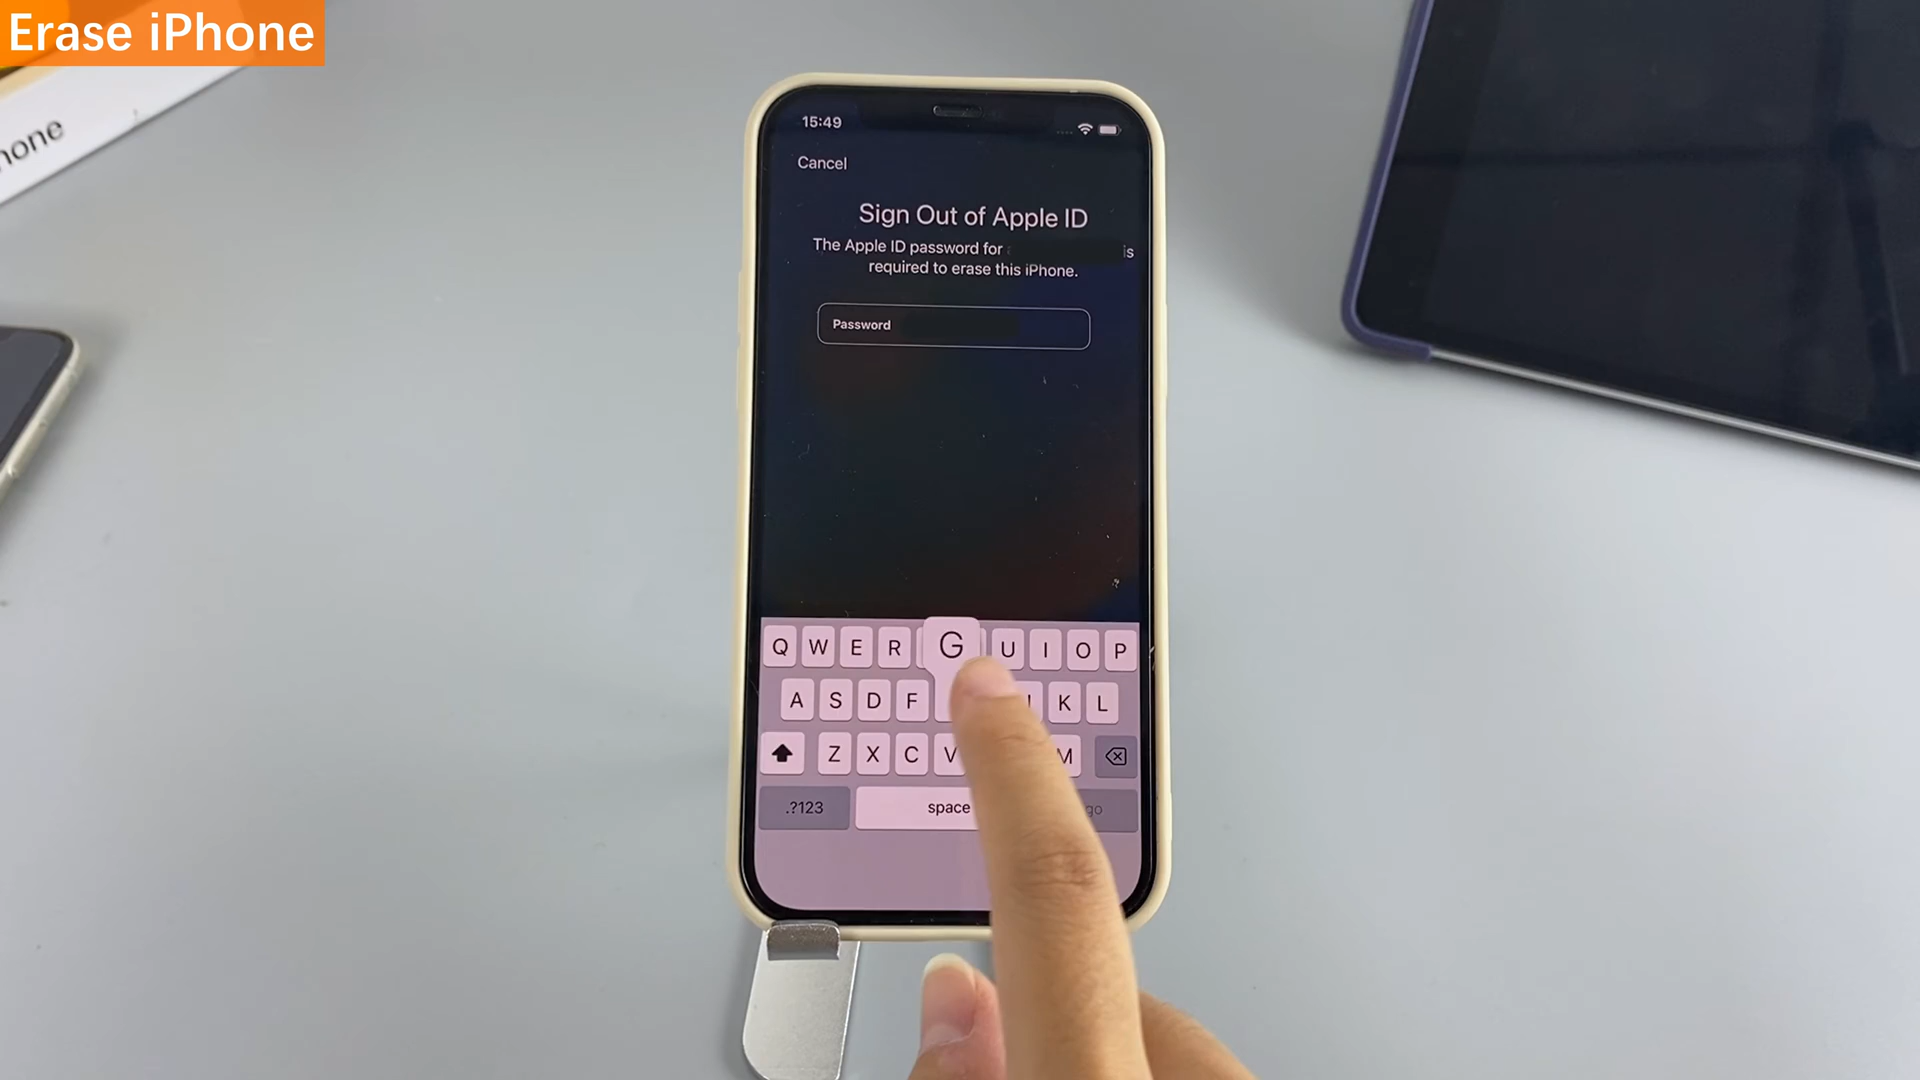 Erase iPhone
hone
15:49
Cancel
Sign Out of Apple ID
The Apple ID password for is
required to erase this iPhone.
Password
Q W E R G U I O P
A S D F K L
Z X C V M
.?123 space go